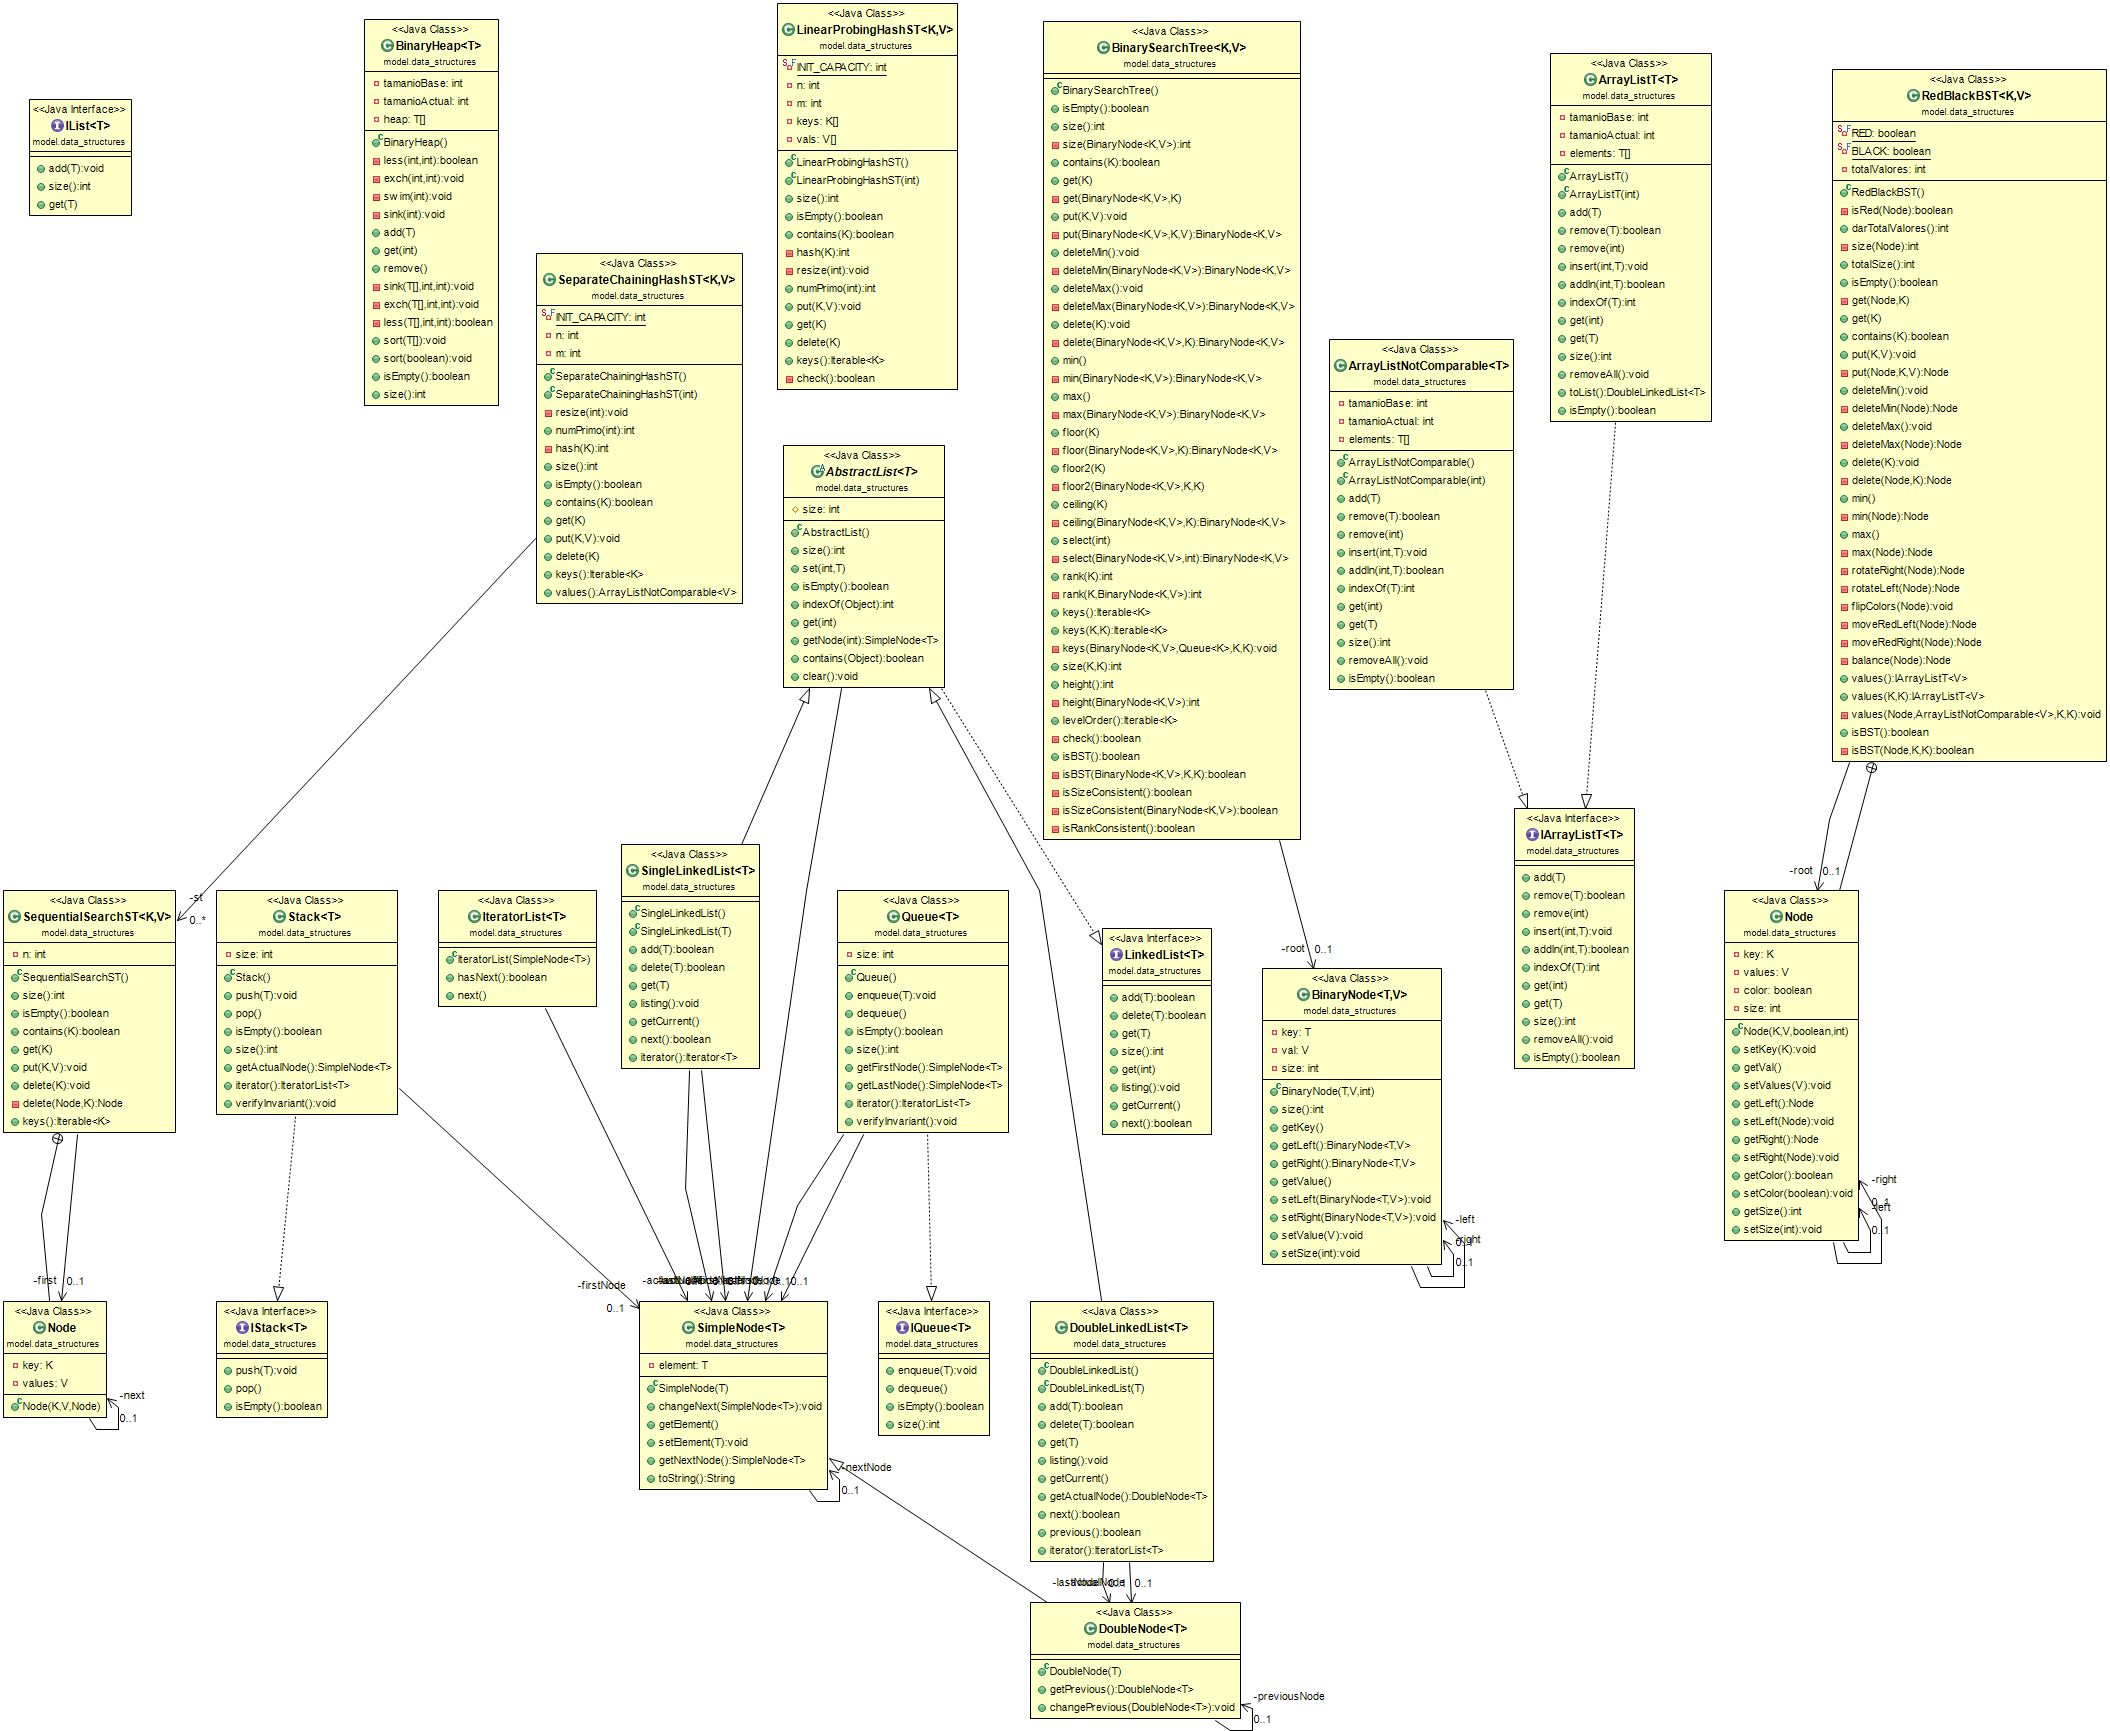 <<Java Interface>>
IList<T>
model.data_structures
add(T):void
size():int
get(T)
<<Java Class>>
BinaryHeap<T>
model.data_structures
tamanioBase: int
tamanioActual: int
heap: T[]
BinaryHeap()
less(int,int):boolean
exch(int,int):void
swim(int):void
sink(int):void
add(T)
get(int)
remove()
sink(T[],int,int):void
exch(T[],int,int):void
less(T[],int,int):boolean
sort(T[]):void
sort(boolean):void
isEmpty():boolean
size():int
<<Java Class>>
SeparateChainingHashST<K,V>
model.data_structures
INIT_CAPACITY: int
n: int
m: int
SeparateChainingHashST()
SeparateChainingHashST(int)
resize(int):void
numPrimo(int):int
hash(K):int
size():int
isEmpty():boolean
contains(K):boolean
get(K)
put(K,V):void
delete(K)
keys():Iterable<K>
values():ArrayListNotComparable<V>
<<Java Class>>
LinearProbingHashST<K,V>
model.data_structures
INIT_CAPACITY: int
n: int
m: int
keys: K[]
vals: V[]
LinearProbingHashST()
LinearProbingHashST(int)
size():int
isEmpty():boolean
contains(K):boolean
hash(K):int
resize(int):void
numPrimo(int):int
put(K,V):void
get(K)
delete(K)
keys():Iterable<K>
check():boolean
<<Java Class>>
AbstractList<T>
model.data_structures
size: int
AbstractList()
size():int
set(int,T)
isEmpty():boolean
indexOf(Object):int
get(int)
getNode(int):SimpleNode<T>
contains(Object):boolean
clear():void
<<Java Class>>
BinarySearchTree<K,V>
model.data_structures
BinarySearchTree()
isEmpty():boolean
size():int
size(BinaryNode<K,V>):int
contains(K):boolean
get(K)
get(BinaryNode<K,V>,K)
put(K,V):void
put(BinaryNode<K,V>,K,V):BinaryNode<K,V>
deleteMin():void
deleteMin(BinaryNode<K,V>):BinaryNode<K,V>
deleteMax():void
deleteMax(BinaryNode<K,V>):BinaryNode<K,V>
delete(K):void
delete(BinaryNode<K,V>,K):BinaryNode<K,V>
min()
min(BinaryNode<K,V>):BinaryNode<K,V>
max()
max(BinaryNode<K,V>):BinaryNode<K,V>
floor(K)
floor(BinaryNode<K,V>,K):BinaryNode<K,V>
floor2(K)
floor2(BinaryNode<K,V>,K,K)
ceiling(K)
ceiling(BinaryNode<K,V>,K):BinaryNode<K,V>
select(int)
select(BinaryNode<K,V>,int):BinaryNode<K,V>
rank(K):int
rank(K,BinaryNode<K,V>):int
keys():Iterable<K>
keys(K,K):Iterable<K>
keys(BinaryNode<K,V>,Queue<K>,K,K):void
size(K,K):int
height():int
height(BinaryNode<K,V>):int
levelOrder():Iterable<K>
check():boolean
isBST():boolean
isBST(BinaryNode<K,V>,K,K):boolean
isSizeConsistent():boolean
isSizeConsistent(BinaryNode<K,V>):boolean
isRankConsistent():boolean
<<Java Class>>
ArrayListNotComparable<T>
model.data_structures
tamanioBase: int
tamanioActual: int
elements: T[]
ArrayListNotComparable()
ArrayListNotComparable(int)
add(T)
remove(T):boolean
remove(int)
insert(int,T):void
addIn(int,T):boolean
indexOf(T):int
get(int)
get(T)
size():int
removeAll():void
isEmpty():boolean
<<Java Class>>
ArrayListT<T>
model.data_structures
tamanioBase: int
tamanioActual: int
elements: T[]
ArrayListT()
ArrayListT(int)
add(T)
remove(T):boolean
remove(int)
insert(int,T):void
addIn(int,T):boolean
indexOf(T):int
get(int)
get(T)
size():int
removeAll():void
toList():DoubleLinkedList<T>
isEmpty():boolean
<<Java Class>>
RedBlackBST<K,V>
model.data_structures
RED: boolean
BLACK: boolean
totalValores: int
RedBlackBST()
isRed(Node):boolean
darTotalValores():int
size(Node):int
totalSize():int
isEmpty():boolean
get(Node,K)
get(K)
contains(K):boolean
put(K,V):void
put(Node,K,V):Node
deleteMin():void
deleteMin(Node):Node
deleteMax():void
deleteMax(Node):Node
delete(K):void
delete(Node,K):Node
min()
min(Node):Node
max()
max(Node):Node
rotateRight(Node):Node
rotateLeft(Node):Node
flipColors(Node):void
moveRedLeft(Node):Node
moveRedRight(Node):Node
balance(Node):Node
values():IArrayListT<V>
values(K,K):IArrayListT<V>
values(Node,ArrayListNotComparable<V>,K,K):void
isBST():boolean
isBST(Node,K,K):boolean
-st
0..*
<<Java Class>>
SequentialSearchST<K,V>
model.data_structures
n: int
SequentialSearchST()
size():int
isEmpty():boolean
contains(K):boolean
get(K)
put(K,V):void
delete(K):void
delete(Node,K):Node
keys():Iterable<K>
<<Java Class>>
Stack<T>
model.data_structures
size: int
Stack()
push(T):void
pop()
isEmpty():boolean
size():int
getActualNode():SimpleNode<T>
iterator():IteratorList<T>
verifyInvariant():void
<<Java Class>>
IteratorList<T>
model.data_structures
IteratorList(SimpleNode<T>)
hasNext():boolean
next()
<<Java Class>>
SingleLinkedList<T>
model.data_structures
SingleLinkedList()
SingleLinkedList(T)
add(T):boolean
delete(T):boolean
get(T)
listing():void
getCurrent()
next():boolean
iterator():Iterator<T>
<<Java Class>>
Queue<T>
model.data_structures
size: int
Queue()
enqueue(T):void
dequeue()
isEmpty():boolean
size():int
getFirstNode():SimpleNode<T>
getLastNode():SimpleNode<T>
iterator():IteratorList<T>
verifyInvariant():void
<<Java Interface>>
LinkedList<T>
model.data_structures
add(T):boolean
delete(T):boolean
get(T)
size():int
get(int)
listing():void
getCurrent()
next():boolean
-root 0..1
<<Java Class>>
BinaryNode<T,V>
model.data_structures
key: T
val: V
size: int
BinaryNode(T,V,int)
size():int
getKey()
getLeft():BinaryNode<T,V>
getRight():BinaryNode<T,V>
getValue()
setLeft(BinaryNode<T,V>):void
setRight(BinaryNode<T,V>):void
setValue(V):void
setSize(int):void
-left
0..1
-right
0..1
<<Java Interface>>
IArrayListT<T>
model.data_structures
add(T)
remove(T):boolean
remove(int)
insert(int,T):void
addIn(int,T):boolean
indexOf(T):int
get(int)
get(T)
size():int
removeAll():void
isEmpty():boolean
-root 0..1
<<Java Class>>
Node
model.data_structures
key: K
values: V
color: boolean
size: int
Node(K,V,boolean,int)
setKey(K):void
getVal()
setValues(V):void
getLeft():Node
setLeft(Node):void
getRight():Node
setRight(Node):void
getColor():boolean
setColor(boolean):void
getSize():int
setSize(int):void
-right
0..1
-left
0..1
-first 0..1
<<Java Class>>
Node
model.data_structures
key: K
values: V
Node(K,V,Node)
-next
0..1
<<Java Interface>>
IStack<T>
model.data_structures
push(T):void
pop()
isEmpty():boolean
-firstNode
0..1
0..1
<<Java Class>>
SimpleNode<T>
model.data_structures
element: T
SimpleNode(T)
changeNext(SimpleNode<T>):void
getElement()
setElement(T):void
getNextNode():SimpleNode<T>
toString():String
-nextNode
0..1
<<Java Interface>>
IQueue<T>
model.data_structures
enqueue(T):void
dequeue()
isEmpty():boolean
size():int
<<Java Class>>
DoubleLinkedList<T>
model.data_structures
DoubleLinkedList()
DoubleLinkedList(T)
add(T):boolean
delete(T):boolean
get(T)
listing():void
getCurrent()
getActualNode():DoubleNode<T>
next():boolean
previous():boolean
iterator():IteratorList<T>
0..1 0..1
<<Java Class>>
DoubleNode<T>
model.data_structures
DoubleNode(T)
getPrevious():DoubleNode<T>
changePrevious(DoubleNode<T>):void
-previousNode
0..1